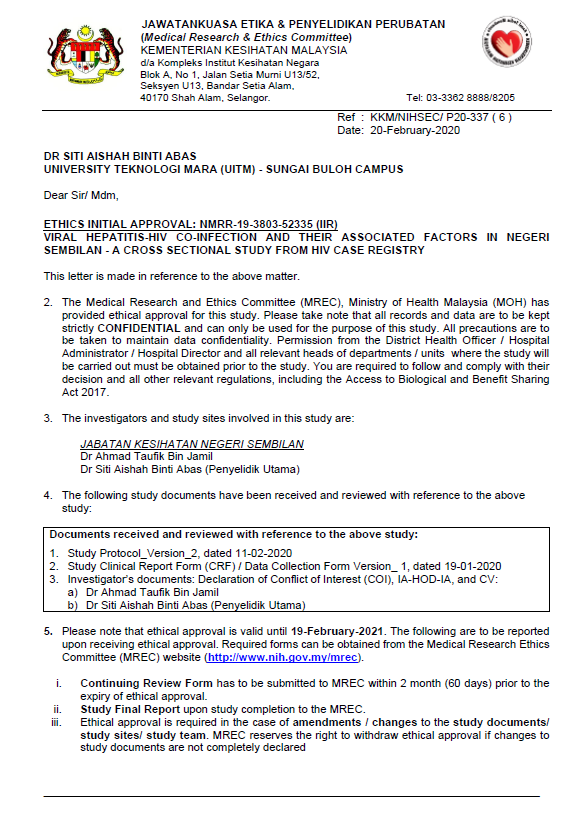 JAWATANKUASA ETIKA & PENYELIDIKAN PERUBATAN
(Medical Research & Ethics Committee)
KEMENTERIAN KESIHATAN MALAYSIA
d/a Kompleks Institut Kesihatan Negara
Blok A, No 1, Jalan Setia Murni U13/52,
Seksyen U13, Bandar Setia Alam,
40170 Shah Alam, Selangor. Tel: 03-3362 8888/8205
Ref : KKM/NIHSEC/ P20-337 ( 6 )
Date: 20-February-2020
DR SITI AISHAH BINTI ABAS
UNIVERSITY TEKNOLOGI MARA (UITM) - SUNGAI BULOH CAMPUS
Dear Sir/ Mdm,
ETHICS INITIAL APPROVAL: NMRR-19-3803-52335 (IIR)
VIRAL HEPATITIS-HIV CO-INFECTION AND THEIR ASSOCIATED FACTORS IN NEGERI
SEMBILAN - A CROSS SECTIONAL STUDY FROM HIV CASE REGISTRY
This letter is made in reference to the above matter.
2. The Medical Research and Ethics Committee (MREC), Ministry of Health Malaysia (MOH) has
provided ethical approval for this study. Please take note that all records and data are to be kept
strictly CONFIDENTIAL and can only be used for the purpose of this study. All precautions are to
be taken to maintain data confidentiality. Permission from the District Health Officer / Hospital
Administrator / Hospital Director and all relevant heads of departments / units where the study will
be carried out must be obtained prior to the study. You are required to follow and comply with their
decision and all other relevant regulations, including the Access to Biological and Benefit Sharing
Act 2017.
3. The investigators and study sites involved in this study are:
JABATAN KESIHATAN NEGERI SEMBILAN
Dr Ahmad Taufik Bin Jamil
Dr Siti Aishah Binti Abas (Penyelidik Utama)
4. The following study documents have been received and reviewed with reference to the above
study:
Documents received and reviewed with reference to the above study:
1. Study Protocol_Version_2, dated 11-02-2020
2. Study Clinical Report Form (CRF) / Data Collection Form Version_ 1, dated 19-01-2020
3. Investigator's documents: Declaration of Conflict of Interest (COI), IA-HOD-IA, and CV:
a) Dr Ahmad Taufik Bin Jamil
b) Dr Siti Aishah Binti Abas (Penyelidik Utama)
5. Please note that ethical approval is valid until 19-February-2021. The following are to be reported
upon receiving ethical approval. Required forms can be obtained from the Medical Research Ethics
Committee (MREC) website (http://www.nih.gov.my/mrec).
i. Continuing Review Form has to be submitted to MREC within 2 month (60 days) prior to the
expiry of ethical approval.
ii. Study Final Report upon study completion to the MREC.
iii. Ethical approval is required in the case of amendments / changes to the study documents/
study sites/ study team. MREC reserves the right to withdraw ethical approval if changes to
study documents are not completely declared